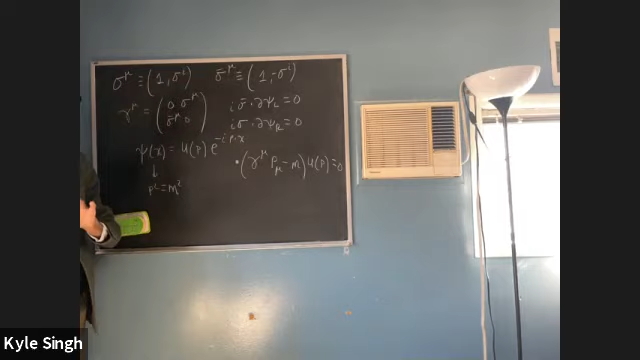 σ^μ ≡ (1, σ^i)   σ̄^μ ≡ (1, -σ^i)
γ^μ = (0 σ^μ; σ̄^μ 0)   iσ̄·∂ψ_L = 0
iσ·∂ψ_R = 0
ψ(x) = u(p) e^{-ip·x}
↓   • (γ^μ p_μ - m) u(p) = 0
p² = m²
Kyle Singh